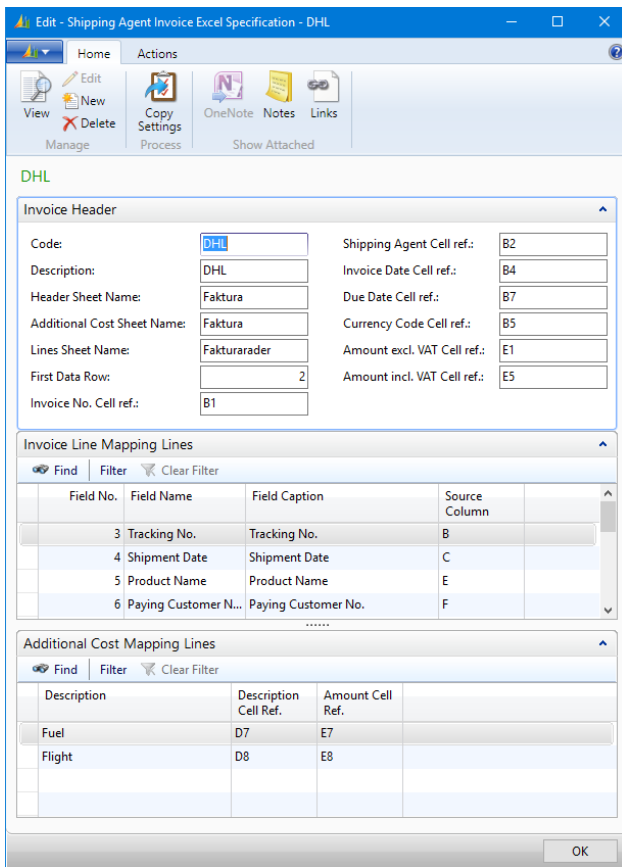 Edit - Shipping Agent Invoice Excel Specification - DHL
Home Actions
View
Edit
New
Delete
Copy Settings
OneNote Notes Links
Manage Process Show Attached
DHL
Invoice Header
Code: DHL Shipping Agent Cell ref.: B2
Description: DHL Invoice Date Cell ref.: B4
Header Sheet Name: Faktura Due Date Cell ref.: B7
Additional Cost Sheet Name: Faktura Currency Code Cell ref.: B5
Lines Sheet Name: Fakturarader Amount excl. VAT Cell ref.: E1
First Data Row: 2 Amount incl. VAT Cell ref.: E5
Invoice No. Cell ref.: B1
Invoice Line Mapping Lines
Find Filter Clear Filter
Field No. Field Name Field Caption Source Column
3 Tracking No. Tracking No. B
4 Shipment Date Shipment Date C
5 Product Name Product Name E
6 Paying Customer N... Paying Customer No. F
Additional Cost Mapping Lines
Find Filter Clear Filter
Description Description Cell Ref. Amount Cell Ref.
Fuel D7 E7
Flight D8 E8
OK